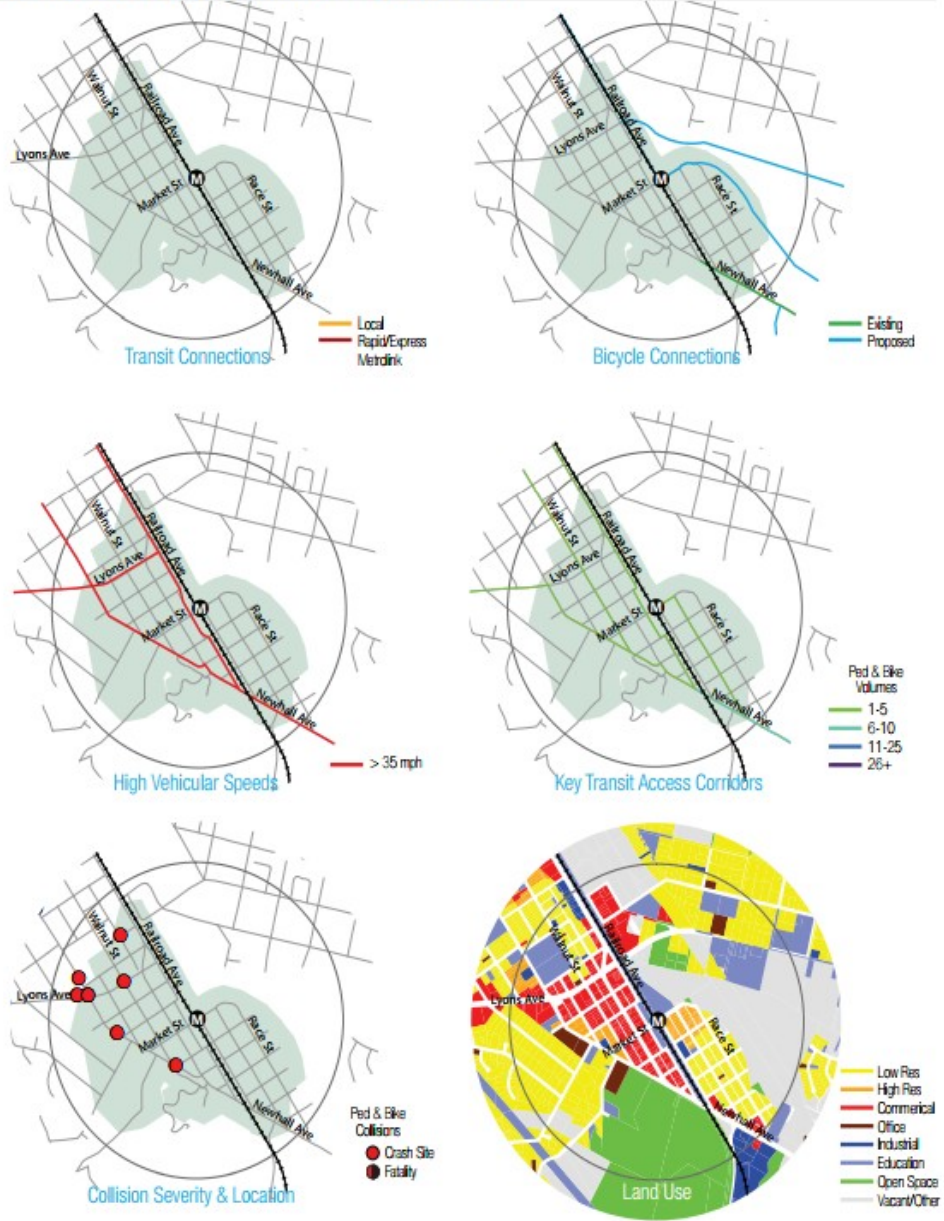 Walnut St
Railroad Ave
Lyons Ave
M
Market St
Race St
Newhall Ave
Local
Rapid/Express
Metrolink
Transit Connections
Walnut St
Railroad Ave
Lyons Ave
M
Market St
Race St
Newhall Ave
Existing
Proposed
Bicycle Connections
Walnut St
Railroad Ave
Lyons Ave
M
Market St
Race St
Newhall Ave
> 35 mph
High Vehicular Speeds
Walnut St
Railroad Ave
Lyons Ave
M
Market St
Race St
Newhall Ave
Ped & Bike
Volumes
1-5
6-10
11-25
26+
Key Transit Access Corridors
Walnut St
Railroad Ave
Lyons Ave
M
Market St
Race St
Newhall Ave
Ped & Bike
Collisions
Crash Site
Fatality
Collision Severity & Location
Walnut St
Railroad Ave
Lyons Ave
M
Market St
Race St
Newhall Ave
Low Res
High Res
Commerical
Office
Industrial
Education
Open Space
Vacant/Other
Land Use